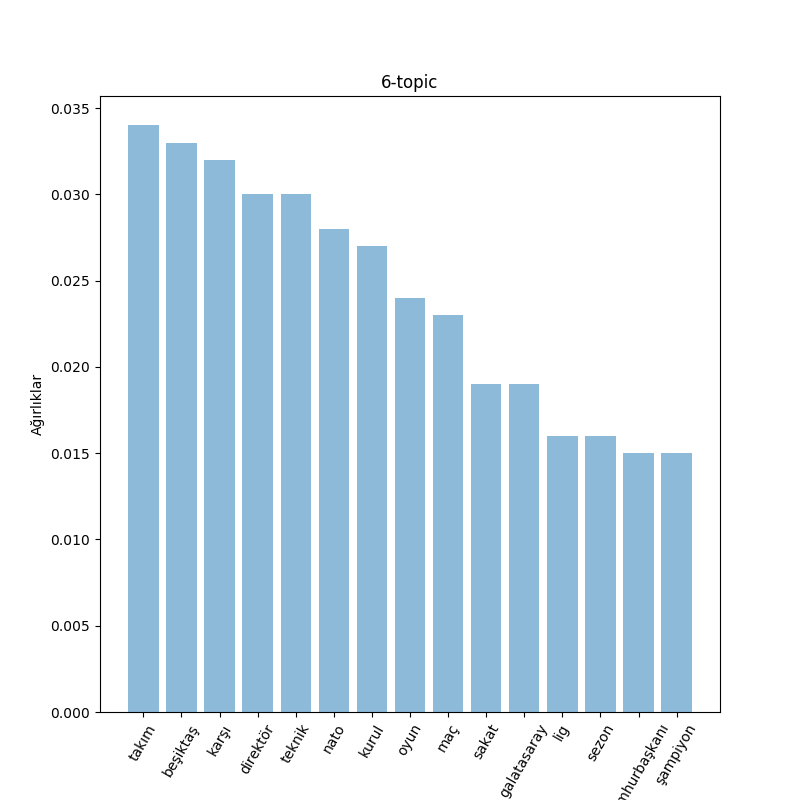 6-topic
Ağırlıklar
0.035
0.030
0.025
0.020
0.015
0.010
0.005
0.000
takım
beşiktaş
karşı
direktör
teknik
nato
kurul
oyun
maç
sakat
galatasaray
lig
sezon
mhurbaşkanı
şampiyon